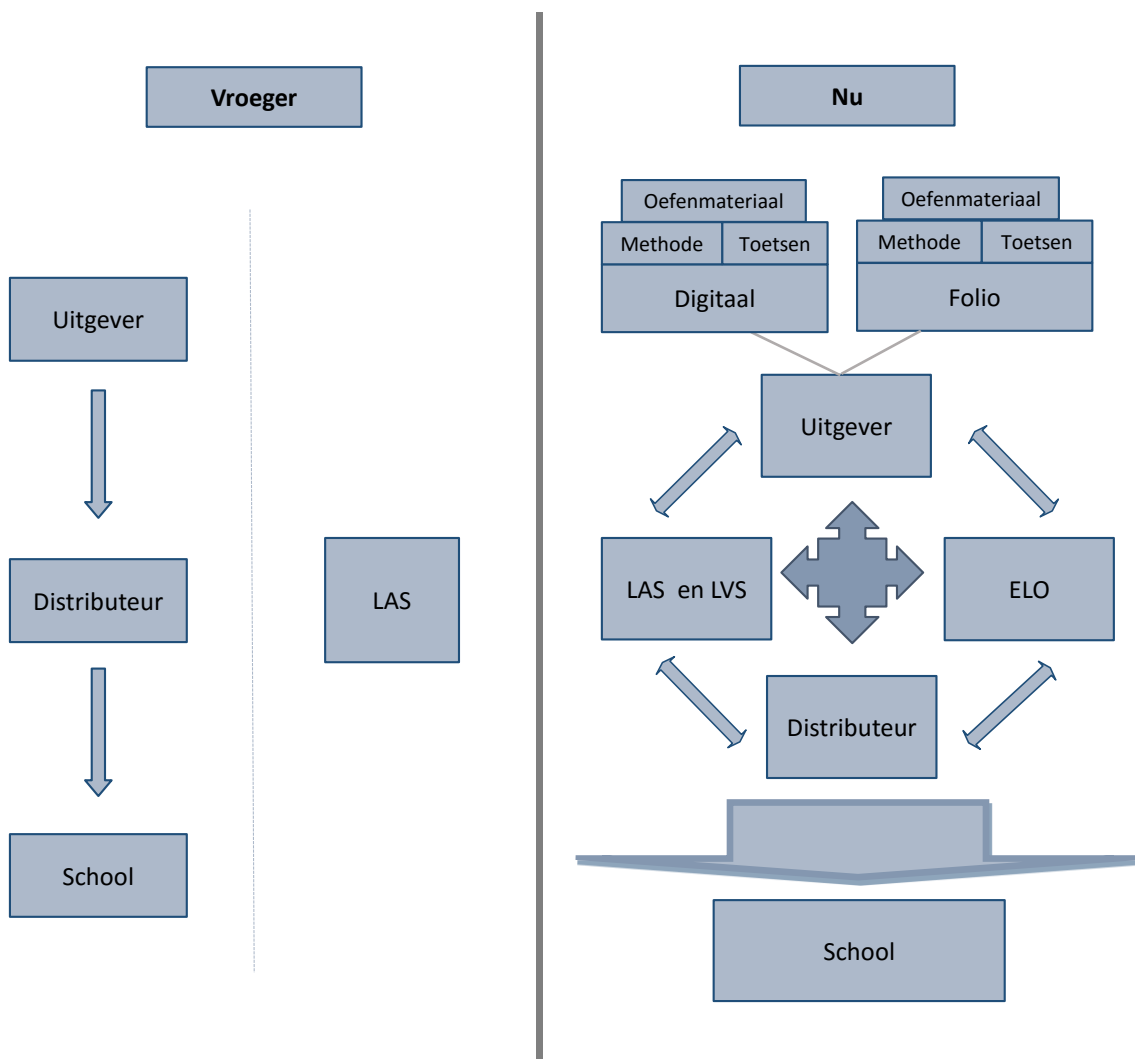 Vroeger
Uitgever
Distributeur
LAS
School
Nu
Oefenmateriaal
Methode
Toetsen
Digitaal
Oefenmateriaal
Methode
Toetsen
Folio
Uitgever
LAS en LVS
ELO
Distributeur
School